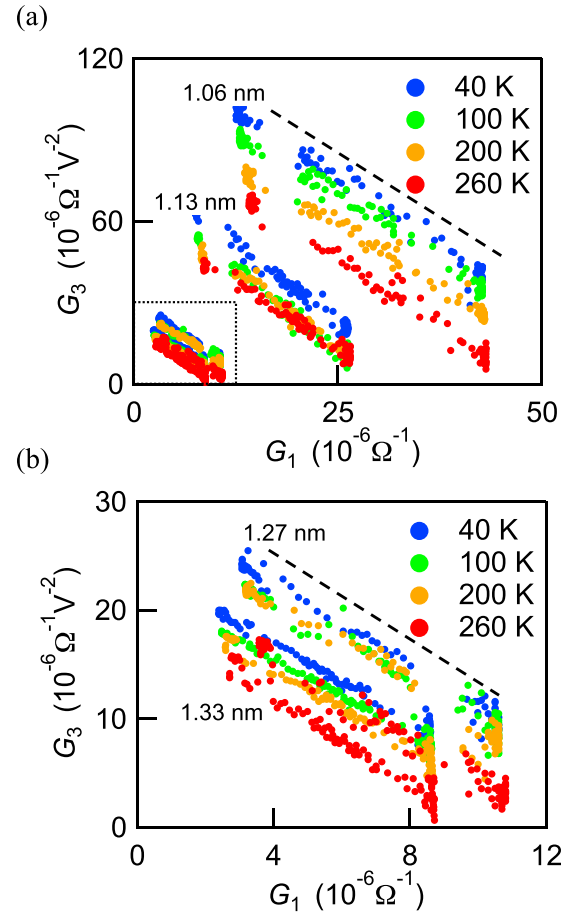 (a)
120
60
0
G₃ (10⁻⁶Ω⁻¹V⁻²)
1.06 nm
1.13 nm
40 K
100 K
200 K
260 K
0
25
50
G₁ (10⁻⁶Ω⁻¹)
(b)
30
20
10
0
G₃ (10⁻⁶Ω⁻¹V⁻²)
1.27 nm
1.33 nm
40 K
100 K
200 K
260 K
0
4
8
12
G₁ (10⁻⁶Ω⁻¹)